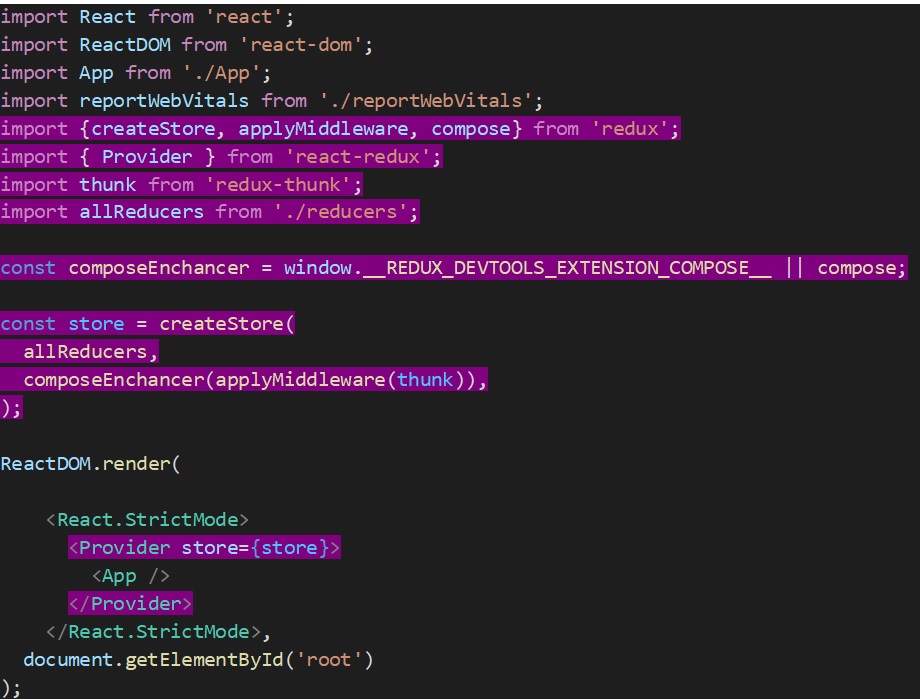 import React from 'react';
import ReactDOM from 'react-dom';
import App from './App';
import reportWebVitals from './reportWebVitals';
import {createStore, applyMiddleware, compose} from 'redux';
import { Provider } from 'react-redux';
import thunk from 'redux-thunk';
import allReducers from './reducers';
const composeEnchancer = window.__REDUX_DEVTOOLS_EXTENSION_COMPOSE__ || compose;
const store = createStore(
  allReducers,
  composeEnchancer(applyMiddleware(thunk)),
);
ReactDOM.render(
    <React.StrictMode>
      <Provider store={store}>
        <App />
      </Provider>
    </React.StrictMode>,
  document.getElementById('root')
);